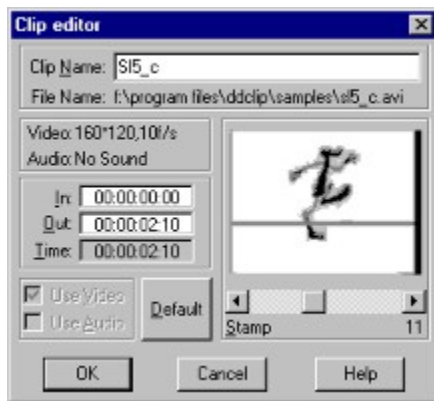 Clip editor
Clip Name: Sl5_c
File Name: f:\program files\ddclip\samples\sl5_c.avi
Video: 160*120,10f/s
Audio: No Sound
In: 00:00:00:00
Out: 00:00:02:10
Time: 00:00:02:10
Use Video
Use Audio
Default
Stamp 11
OK
Cancel
Help